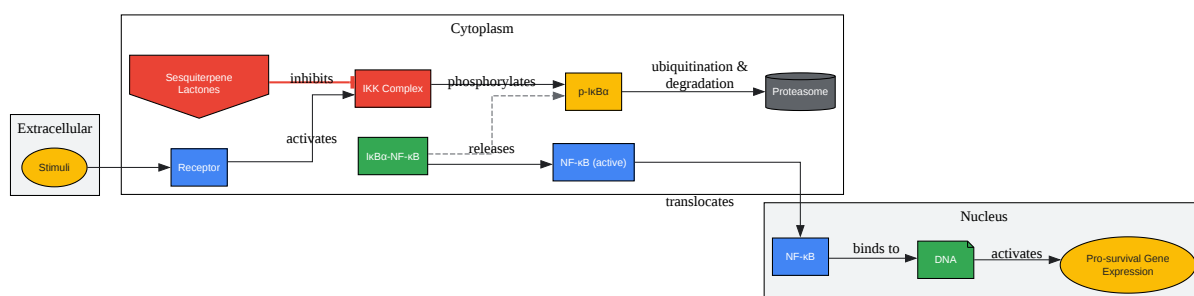 Cytoplasm
Sesquiterpene
Lactones
inhibits
IKK Complex
phosphorylates
p-IκBα
ubiquitination &
degradation
Proteasome
Extracellular
Stimuli
activates
Receptor
IκBα-NF-κB
releases
NF-κB (active)
translocates
Nucleus
NF-κB
binds to
DNA
activates
Pro-survival Gene
Expression